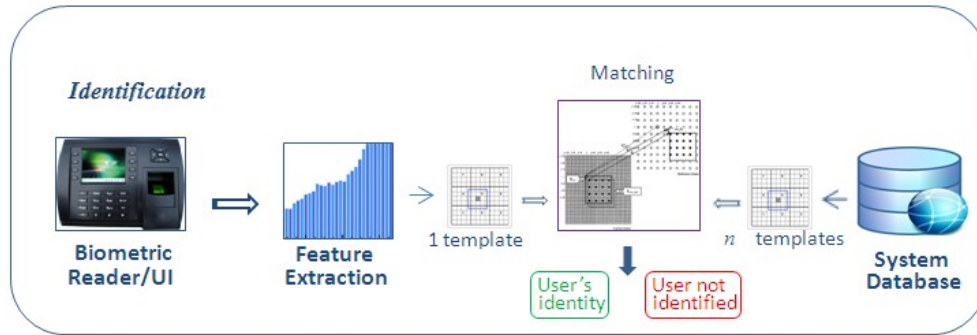 Matching
Identification
1 template
n templates
Biometric
Reader/UI
Feature
Extraction
System
Database
User's
identity
User not
identified